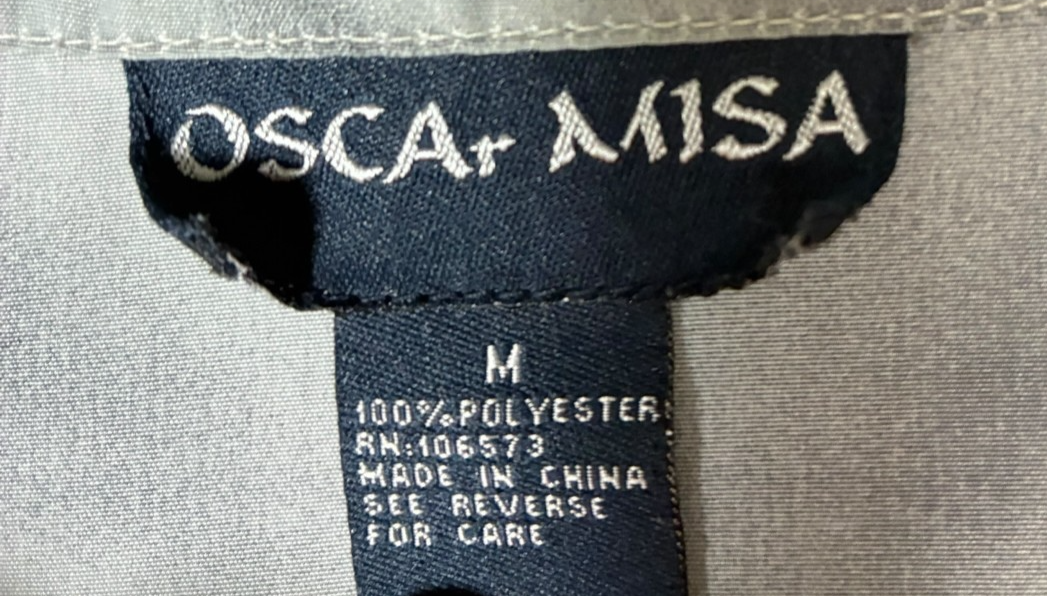 OSCAr MISA
M
100%POLYESTER
RN:106573
MADE IN CHINA
SEE REVERSE
FOR CARE